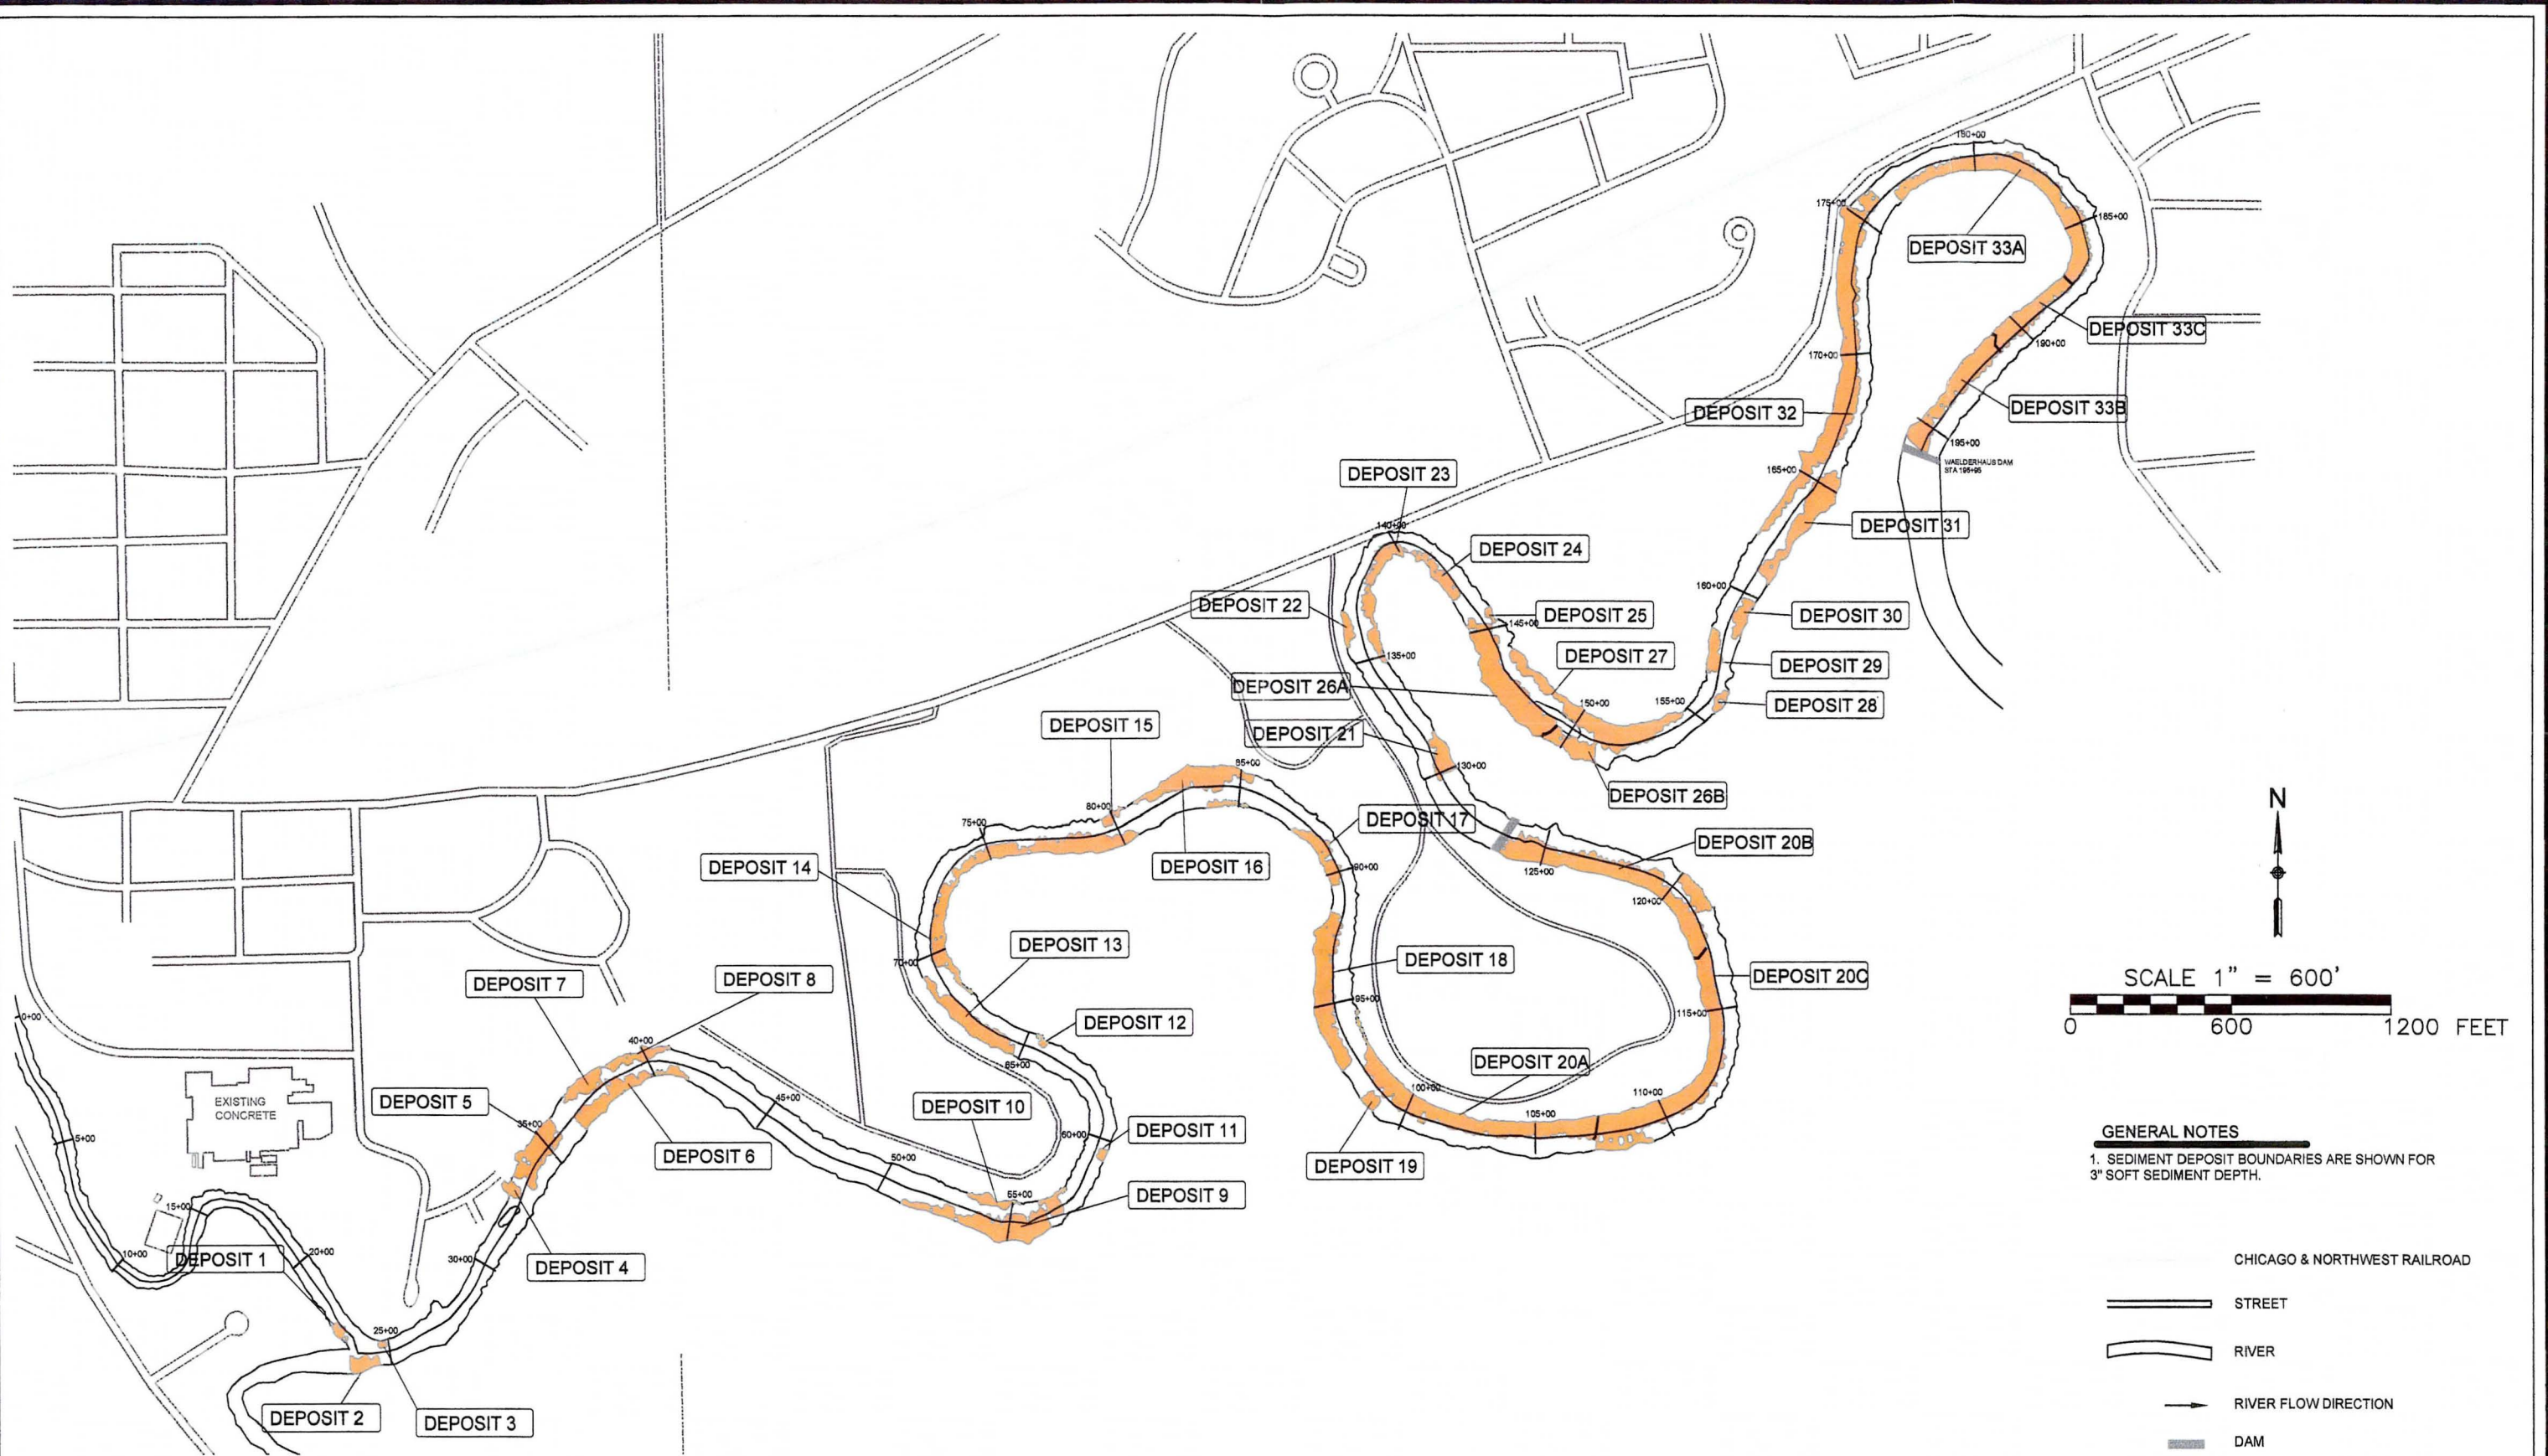 180+00
175+00
185+00
DEPOSIT 33A
DEPOSIT 33C
190+00
170+00
DEPOSIT 32
DEPOSIT 33B
195+00
WAELDERHAUS DAM
STA 195+95
DEPOSIT 23
165+00
DEPOSIT 31
140+00
DEPOSIT 24
160+00
DEPOSIT 22
DEPOSIT 25
145+00
DEPOSIT 30
135+00
DEPOSIT 27
DEPOSIT 29
DEPOSIT 26A
155+00
DEPOSIT 28
150+00
DEPOSIT 15
DEPOSIT 21
85+00
130+00
DEPOSIT 26B
80+00
75+00
DEPOSIT 17
DEPOSIT 20B
DEPOSIT 14
DEPOSIT 16
90+00
125+00
120+00
N
DEPOSIT 13
70+00
DEPOSIT 18
DEPOSIT 7
DEPOSIT 8
DEPOSIT 20C
SCALE 1" = 600'
95+00
115+00
0+00
DEPOSIT 12
0 600 1200 FEET
40+00
65+00
DEPOSIT 20A
EXISTING
CONCRETE
DEPOSIT 5
45+00
DEPOSIT 10
100+00
110+00
105+00
5+00
35+00
60+00
DEPOSIT 11
GENERAL NOTES
1. SEDIMENT DEPOSIT BOUNDARIES ARE SHOWN FOR
3" SOFT SEDIMENT DEPTH.
DEPOSIT 6
50+00
DEPOSIT 19
55+00
DEPOSIT 9
15+00
10+00
DEPOSIT 1
20+00
30+00
DEPOSIT 4
CHICAGO & NORTHWEST RAILROAD
STREET
25+00
RIVER
DEPOSIT 2
DEPOSIT 3
RIVER FLOW DIRECTION
DAM